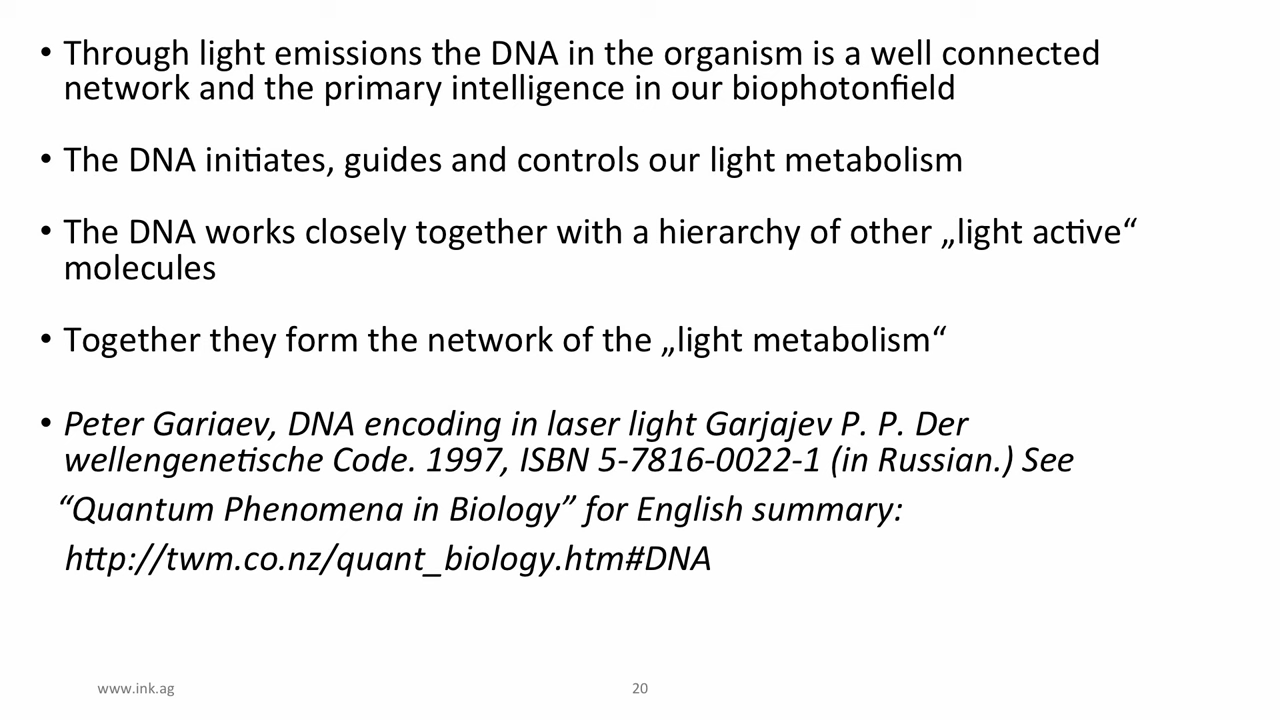 • Through light emissions the DNA in the organism is a well connected
network and the primary intelligence in our biophotonfield
• The DNA initiates, guides and controls our light metabolism
• The DNA works closely together with a hierarchy of other „light active“
molecules
• Together they form the network of the „light metabolism“
• Peter Gariaev, DNA encoding in laser light Garjajev P. P. Der
wellengenetische Code. 1997, ISBN 5-7816-0022-1 (in Russian.) See
“Quantum Phenomena in Biology” for English summary:
http://twm.co.nz/quant_biology.htm#DNA
www.ink.ag
20